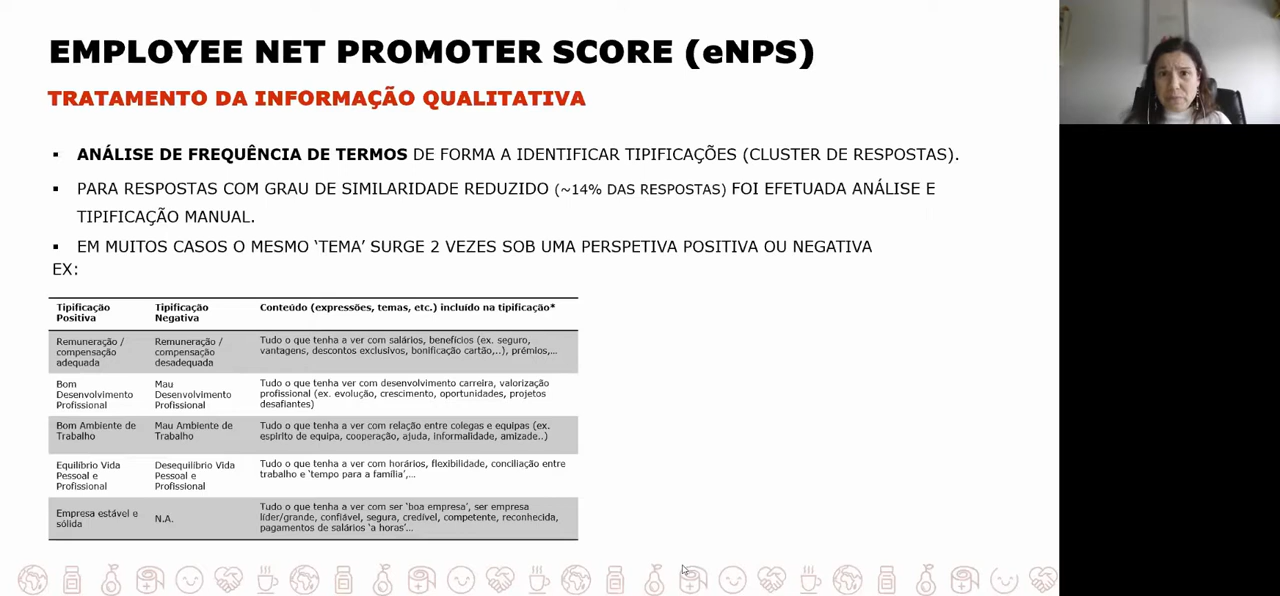 EMPLOYEE NET PROMOTER SCORE (eNPS)
TRATAMENTO DA INFORMAÇÃO QUALITATIVA
▪ ANÁLISE DE FREQUÊNCIA DE TERMOS DE FORMA A IDENTIFICAR TIPIFICAÇÕES (CLUSTER DE RESPOSTAS).
▪ PARA RESPOSTAS COM GRAU DE SIMILARIDADE REDUZIDO (~14% DAS RESPOSTAS) FOI EFETUADA ANÁLISE E
TIPIFICAÇÃO MANUAL.
▪ EM MUITOS CASOS O MESMO ‘TEMA’ SURGE 2 VEZES SOB UMA PERSPETIVA POSITIVA OU NEGATIVA
EX:
Tipificação
Positiva
Tipificação
Negativa
Conteúdo (expressões, temas, etc.) incluído na tipificação*
Remuneração /
compensação
adequada
Remuneração /
compensação
desadequada
Tudo o que tenha a ver com salários, benefícios (ex. seguro,
vantagens, descontos exclusivos, bonificação cartão,..), prémios,...
Bom
Desenvolvimento
Profissional
Mau
Desenvolvimento
Profissional
Tudo o que tenha ver com desenvolvimento carreira, valorização
profissional (ex. evolução, crescimento, oportunidades, projetos
desafiantes)
Bom Ambiente de
Trabalho
Mau Ambiente de
Trabalho
Tudo o que tenha a ver com relação entre colegas e equipas (ex.
espirito de equipa, cooperação, ajuda, informalidade, amizade..)
Equilíbrio Vida
Pessoal e
Profissional
Desequilíbrio Vida
Pessoal e
Profissional
Tudo o que tenha a ver com horários, flexibilidade, conciliação entre
trabalho e ‘tempo para a família’,...
Empresa estável e
sólida
N.A.
Tudo o que tenha a ver com ser ‘boa empresa’, ser empresa
líder/grande, confiável, segura, credível, competente, reconhecida,
pagamentos de salários ‘a horas’...